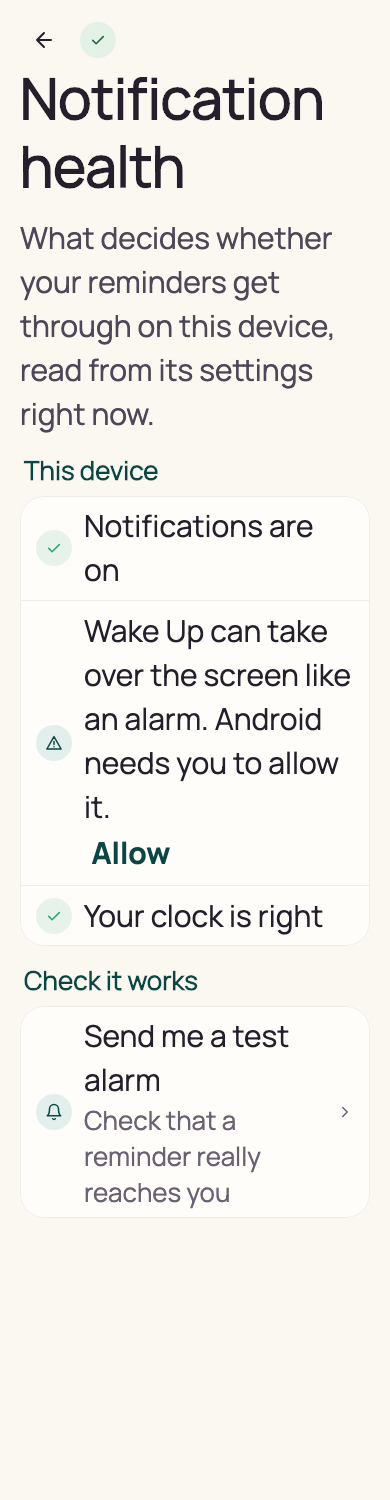 Notification
health
What decides whether
your reminders get
through on this device,
read from its settings
right now.
This device
Notifications are
on
Wake Up can take
over the screen like
an alarm. Android
needs you to allow
it.
Allow
Your clock is right
Check it works
Send me a test
alarm
Check that a
reminder really
reaches you